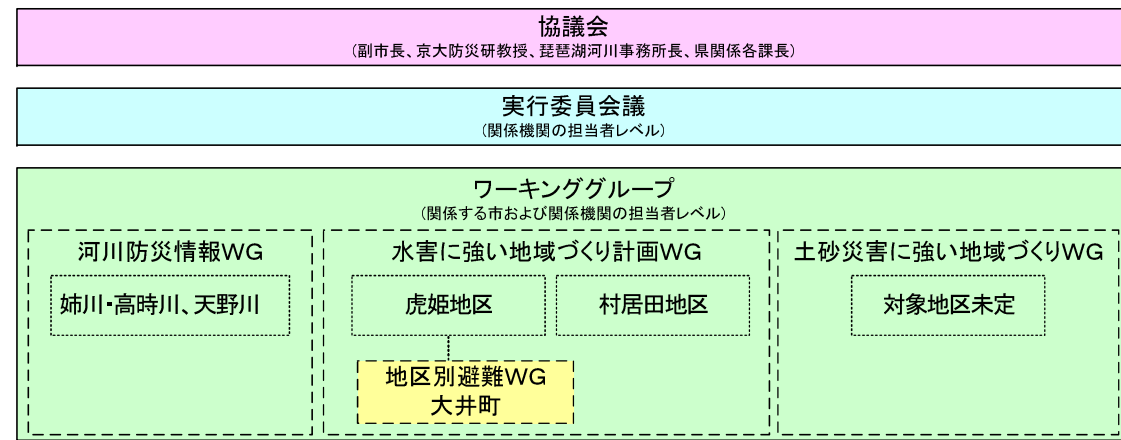 協議会
(副市長、京大防災研教授、琵琶湖河川事務所長、県関係各課長)
実行委員会議
(関係機関の担当者レベル)
ワーキンググループ
(関係する市および関係機関の担当者レベル)
河川防災情報WG
姉川・高時川、天野川
水害に強い地域づくり計画WG
虎姫地区
村居田地区
地区別避難WG
大井町
土砂災害に強い地域づくりWG
対象地区未定